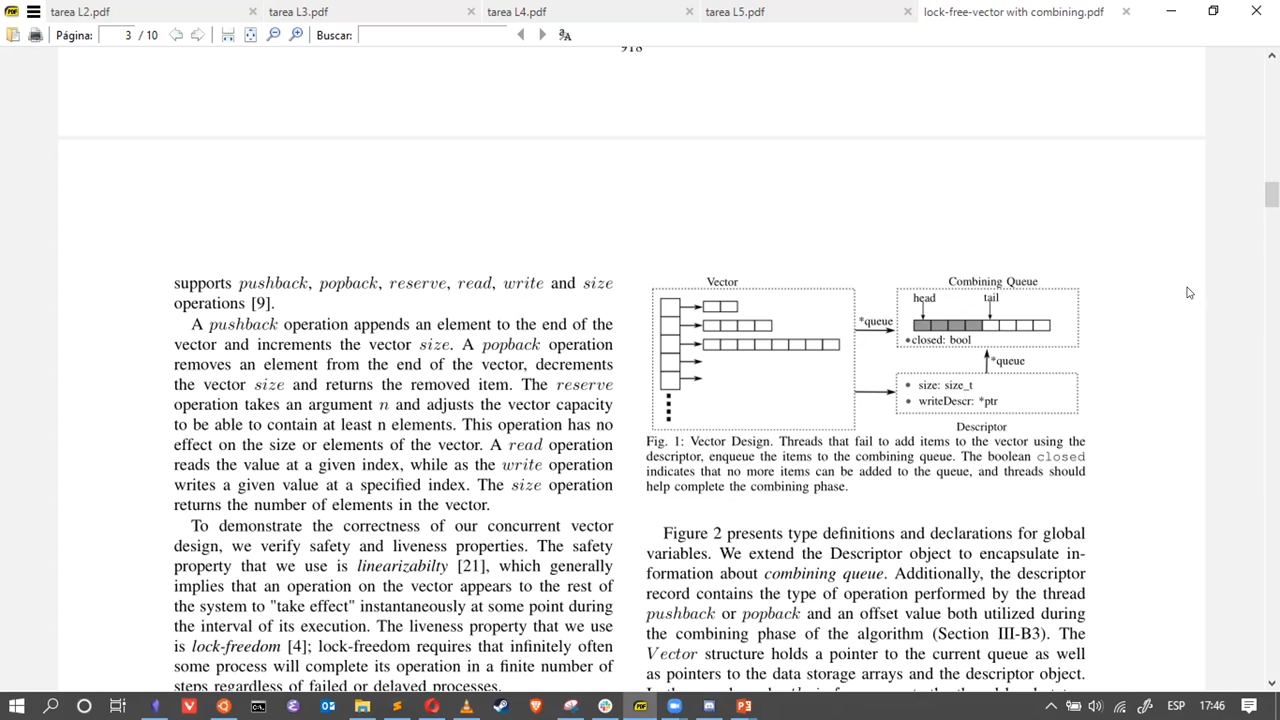 tarea L2.pdf
tarea L3.pdf
tarea L4.pdf
tarea L5.pdf
lock-free-vector with combining.pdf
Página: 3 / 10
Buscar:
918
supports pushback, popback, reserve, read, write and size
operations [9].
A pushback operation appends an element to the end of the
vector and increments the vector size. A popback operation
removes an element from the end of the vector, decrements
the vector size and returns the removed item. The reserve
operation takes an argument n and adjusts the vector capacity
to be able to contain at least n elements. This operation has no
effect on the size or elements of the vector. A read operation
reads the value at a given index, while as the write operation
writes a given value at a specified index. The size operation
returns the number of elements in the vector.
To demonstrate the correctness of our concurrent vector
design, we verify safety and liveness properties. The safety
property that we use is linearizabilty [21], which generally
implies that an operation on the vector appears to the rest of
the system to "take effect" instantaneously at some point during
the interval of its execution. The liveness property that we use
is lock-freedom [4]; lock-freedom requires that infinitely often
some process will complete its operation in a finite number of
steps regardless of failed or delayed processes.
Vector
Combining Queue
head
tail
*queue
closed: bool
*queue
size: size_t
writeDescr: *ptr
Descriptor
Fig. 1: Vector Design. Threads that fail to add items to the vector using the
descriptor, enqueue the items to the combining queue. The boolean closed
indicates that no more items can be added to the queue, and threads should
help complete the combining phase.
Figure 2 presents type definitions and declarations for global
variables. We extend the Descriptor object to encapsulate in-
formation about combining queue. Additionally, the descriptor
record contains the type of operation performed by the thread
pushback or popback and an offset value both utilized during
the combining phase of the algorithm (Section III-B3). The
Vector structure holds a pointer to the current queue as well
as pointers to the data storage arrays and the descriptor object.
ESP
17:46